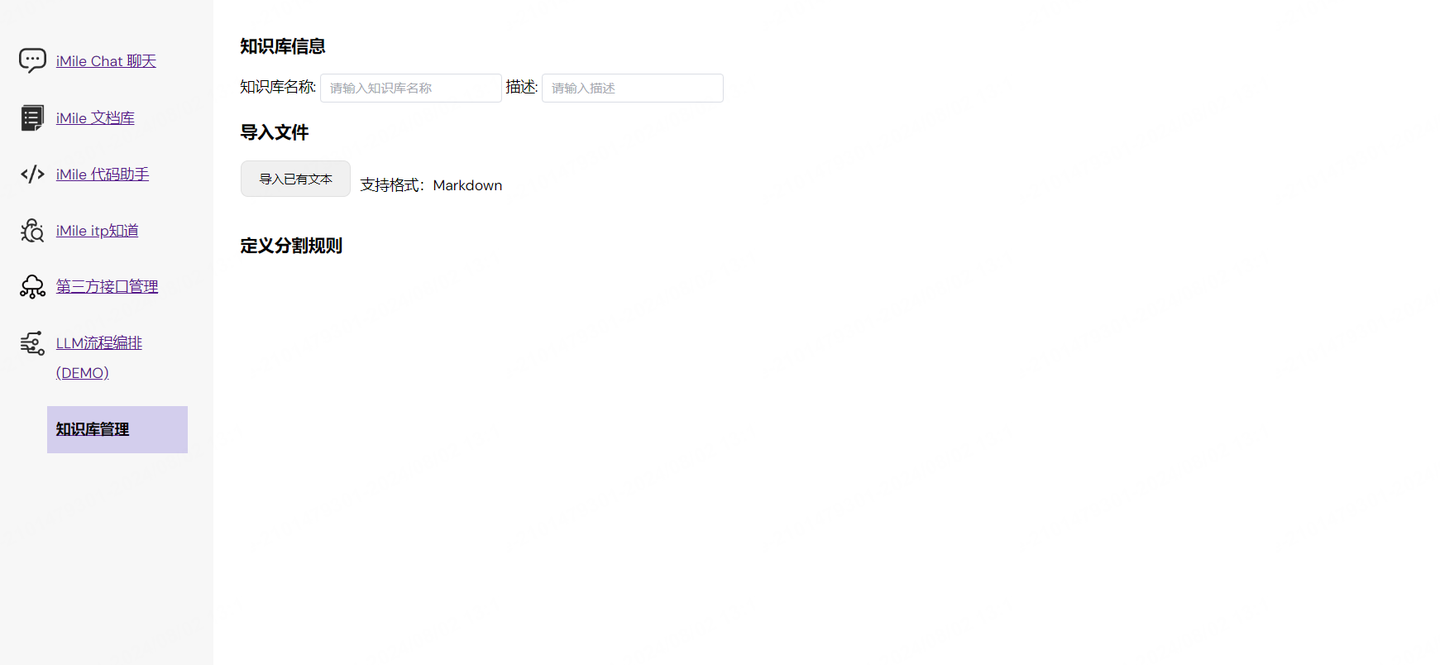 iMile Chat 聊天
iMile 文档库
iMile 代码助手
iMile itp知道
第三方接口管理
LLM流程编排
(DEMO)
知识库管理
知识库信息
知识库名称: 请输入知识库名称 描述: 请输入描述
导入文件
导入已有文本 支持格式：Markdown
定义分割规则